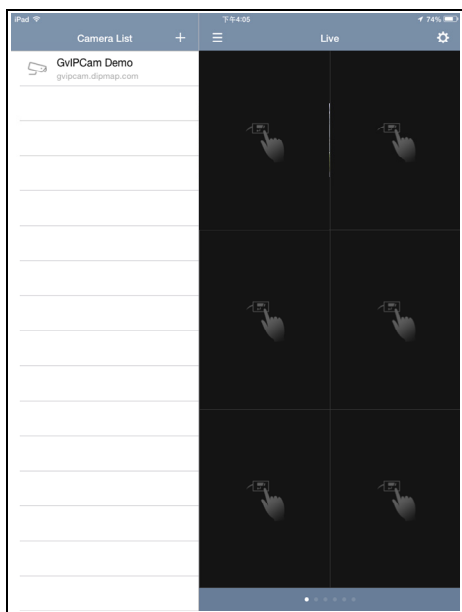 iPad 下午4:05 74%
Camera List + Live
GvIPCam Demo
gvipcam.dipmap.com